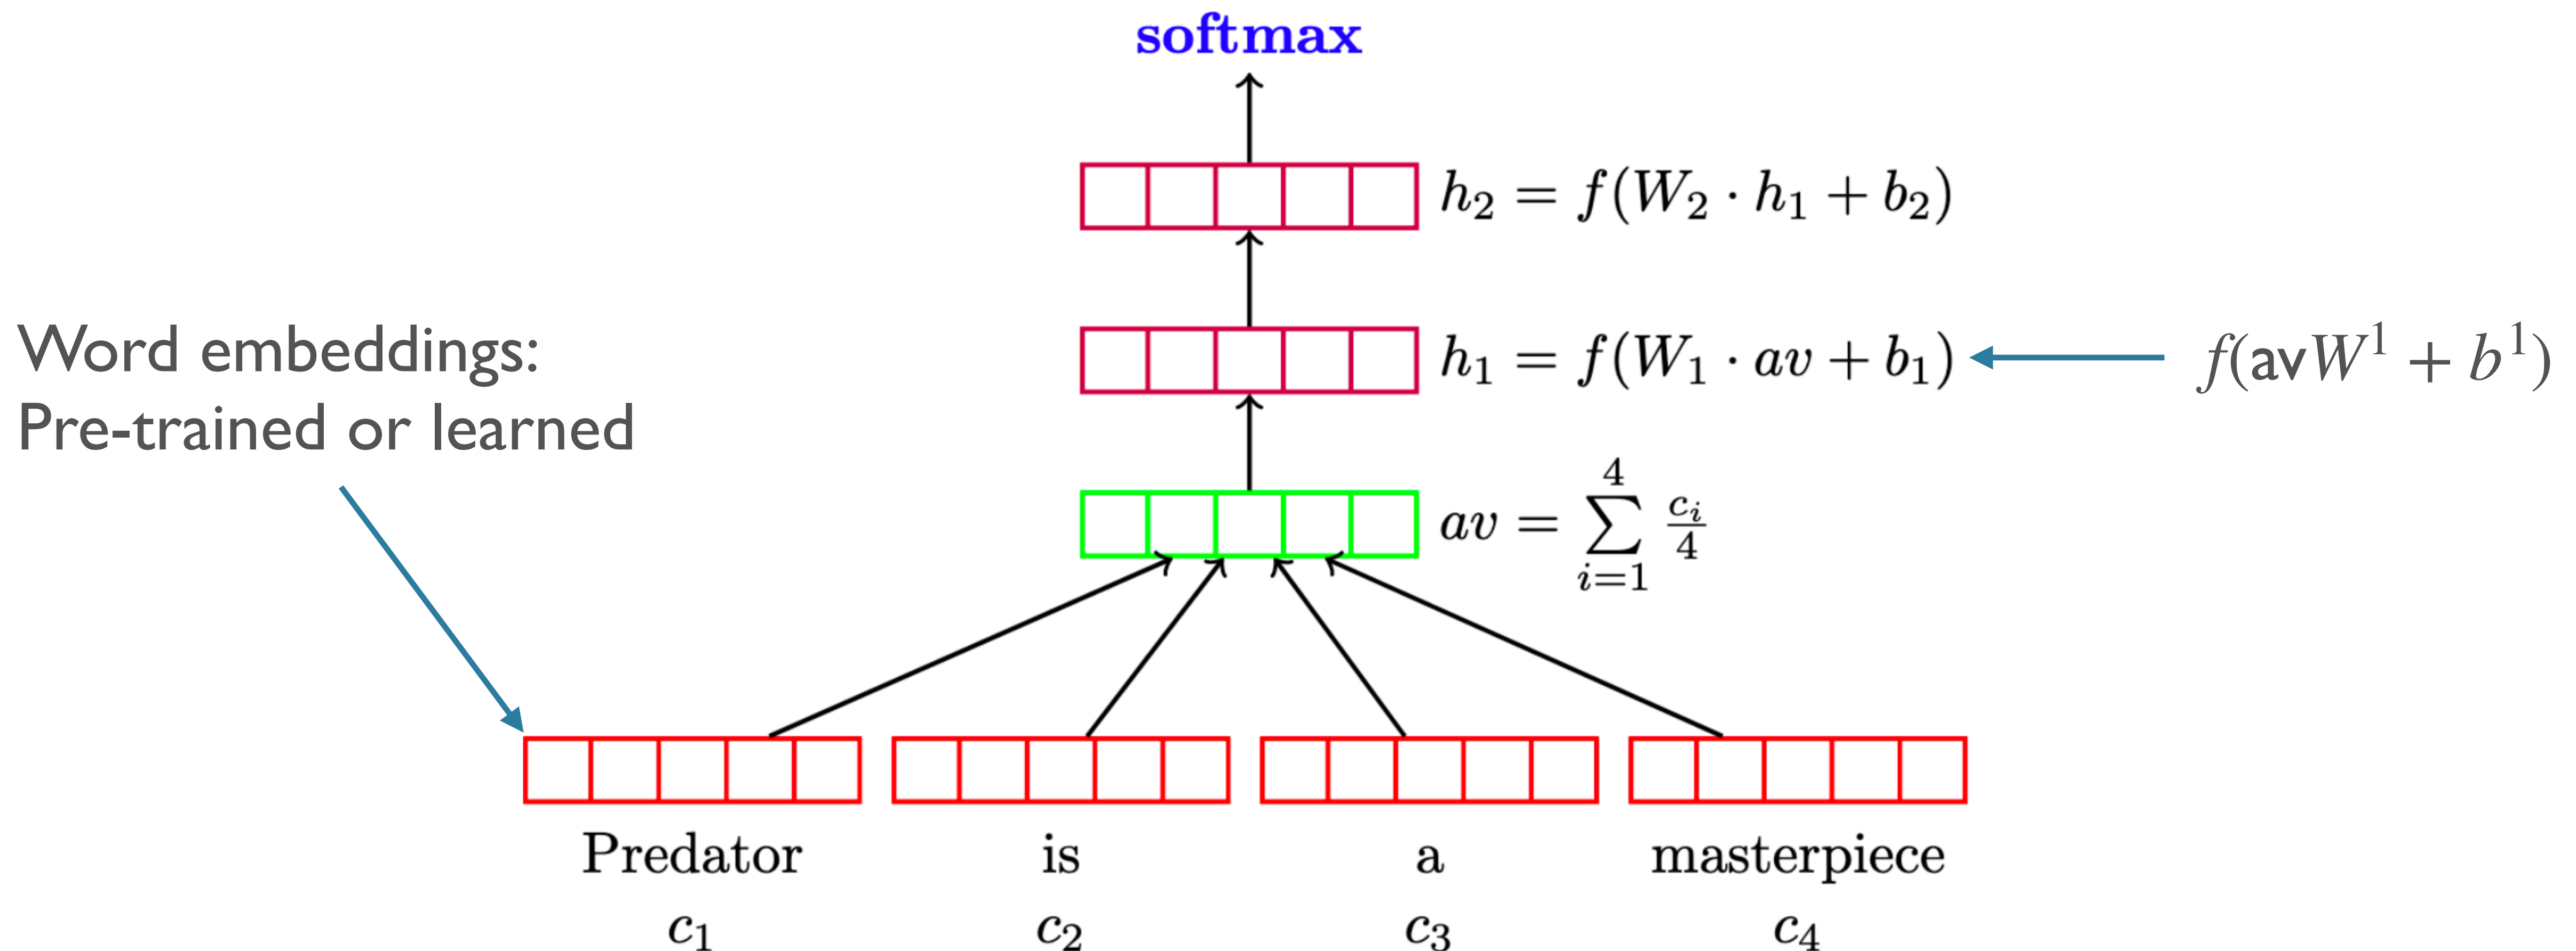 softmax
h₂ = f(W₂ · h₁ + b₂)
Word embeddings:
Pre-trained or learned
h₁ = f(W₁ · av + b₁)
f(avW¹ + b¹)
av = ∑_{i=1}^{4} c_i/4
Predator is a masterpiece
c₁ c₂ c₃ c₄